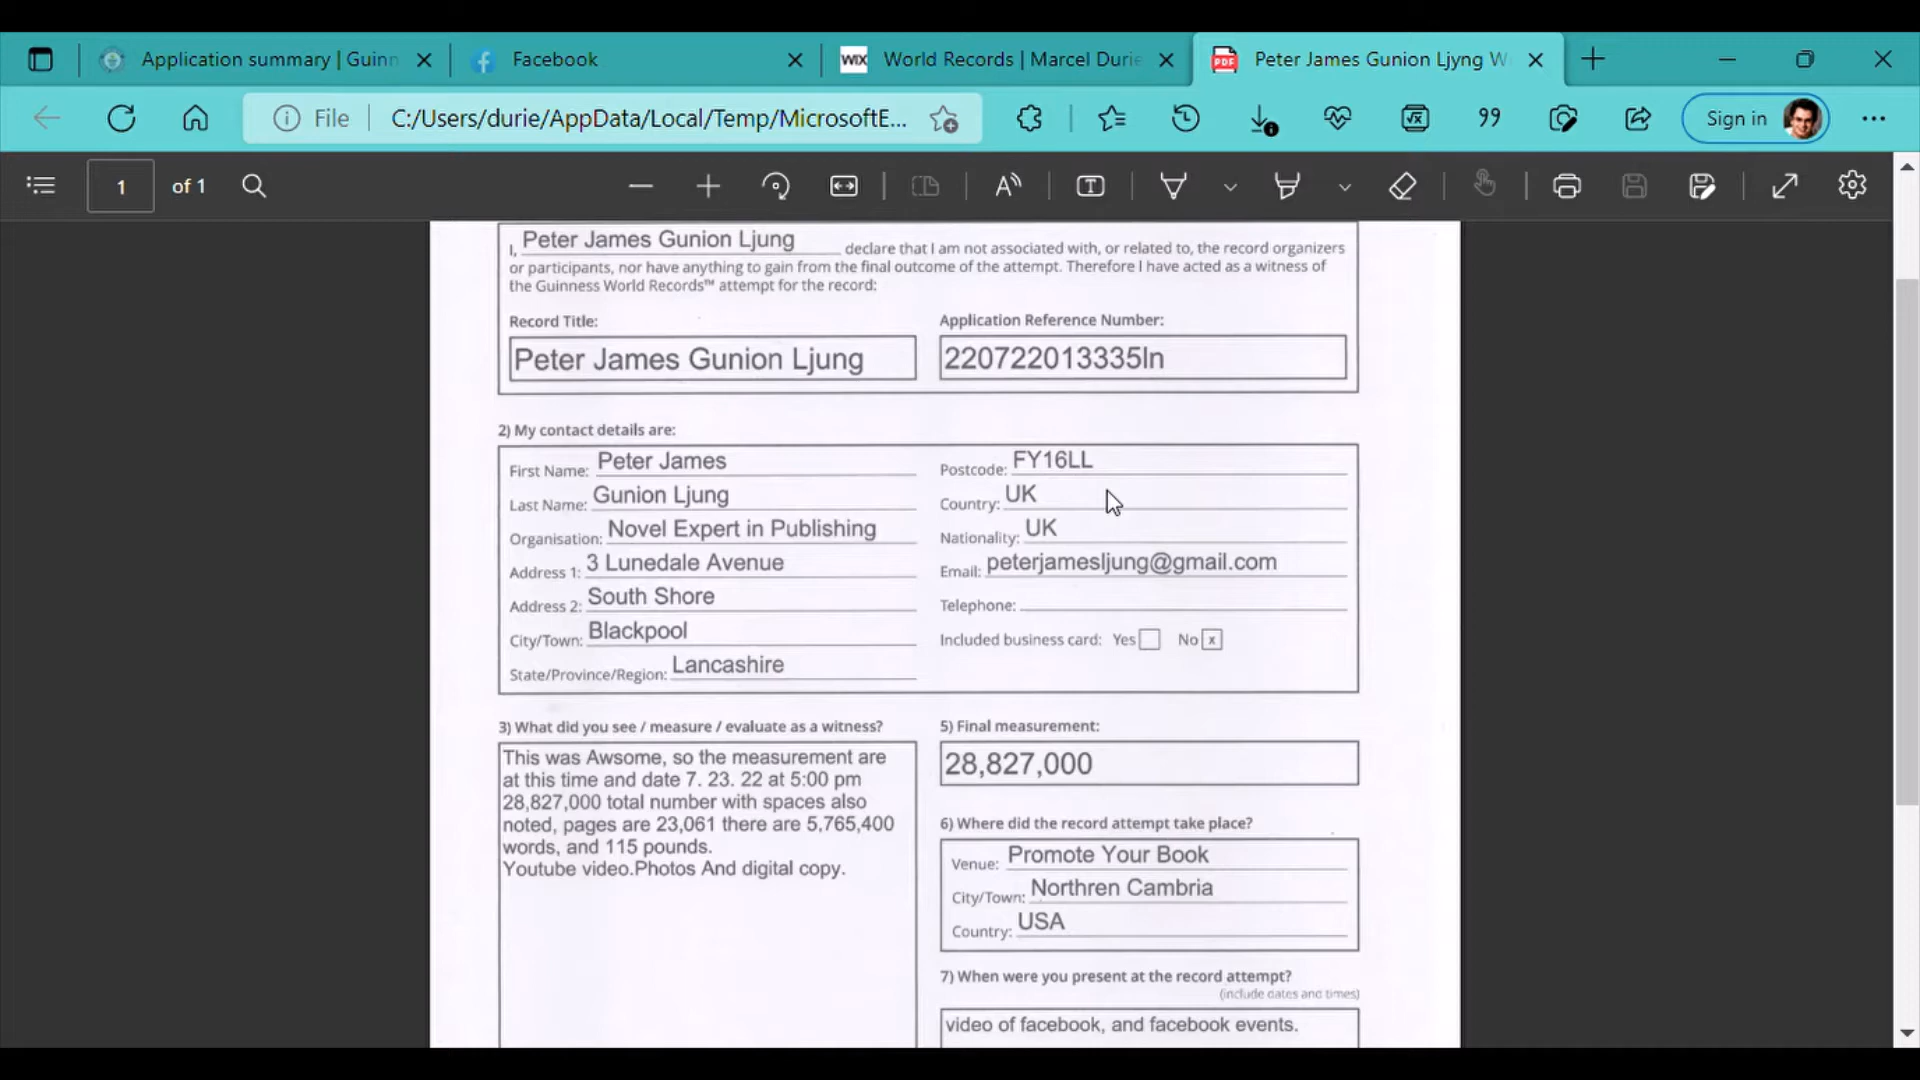 Application summary | Guinn
Facebook
WIX World Records | Marcel Durie
PDF Peter James Gunion Ljyng W
File C:/Users/durie/AppData/Local/Temp/MicrosoftE...
Sign in
1 of 1
I, Peter James Gunion Ljung declare that I am not associated with, or related to, the record organizers
or participants, nor have anything to gain from the final outcome of the attempt. Therefore I have acted as a witness of
the Guinness World Records™ attempt for the record:
Record Title:
Peter James Gunion Ljung
Application Reference Number:
220722013335ln
2) My contact details are:
First Name: Peter James
Last Name: Gunion Ljung
Organisation: Novel Expert in Publishing
Address 1: 3 Lunedale Avenue
Address 2: South Shore
City/Town: Blackpool
State/Province/Region: Lancashire
Postcode: FY16LL
Country: UK
Nationality: UK
Email: peterjamesljung@gmail.com
Telephone:
Included business card: Yes No x
3) What did you see / measure / evaluate as a witness?
This was Awsome, so the measurement are
at this time and date 7. 23. 22 at 5:00 pm
28,827,000 total number with spaces also
noted, pages are 23,061 there are 5,765,400
words, and 115 pounds.
Youtube video.Photos And digital copy.
5) Final measurement:
28,827,000
6) Where did the record attempt take place?
Venue: Promote Your Book
City/Town: Northren Cambria
Country: USA
7) When were you present at the record attempt?
(include dates and times)
video of facebook, and facebook events.